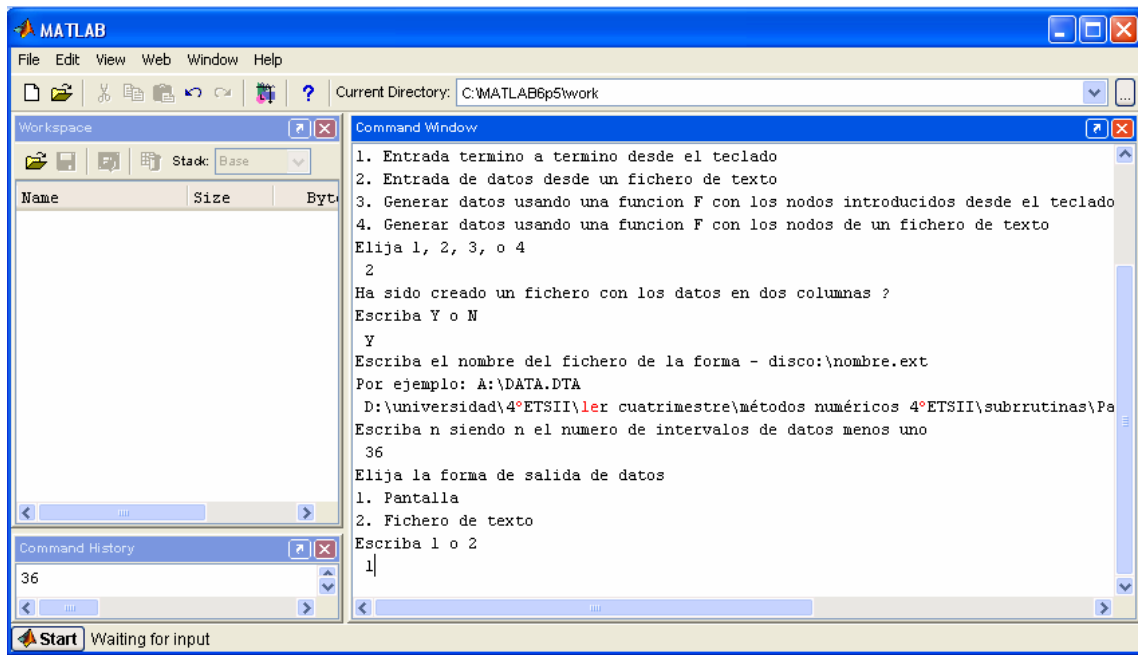 MATLAB
File Edit View Web Window Help
? Current Directory: C:\MATLAB6p5\work ...
Workspace
Stack: Base
Name Size Byte
Command Window
1. Entrada termino a termino desde el teclado
2. Entrada de datos desde un fichero de texto
3. Generar datos usando una funcion F con los nodos introducidos desde el teclado
4. Generar datos usando una funcion F con los nodos de un fichero de texto
Elija 1, 2, 3, o 4
2
Ha sido creado un fichero con los datos en dos columnas ?
Escriba Y o N
y
Escriba el nombre del fichero de la forma - disco:\nombre.ext
Por ejemplo: A:\DATA.DTA
D:\universidad\4ºETSII\1er cuatrimestre\métodos numéricos 4ºETSII\subrrutinas\Pa
Escriba n siendo n el numero de intervalos de datos menos uno
36
Elija la forma de salida de datos
1. Pantalla
2. Fichero de texto
Escriba 1 o 2
1
Command History
36
Start Waiting for input